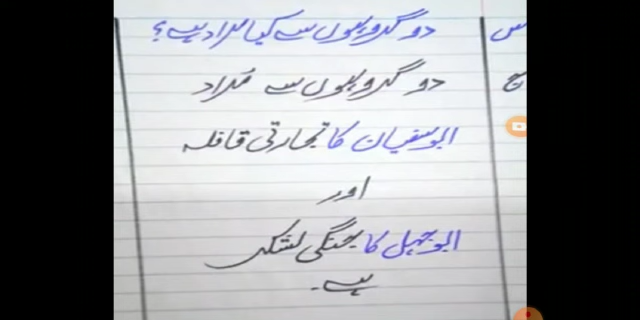 س دو گروہوں سے کیا مراد ہے؟
ج دو گروہوں سے مراد
ابوسفیان کا تجارتی قافلہ
اور
ابوجہل کا جنگی لشکر
ہے۔